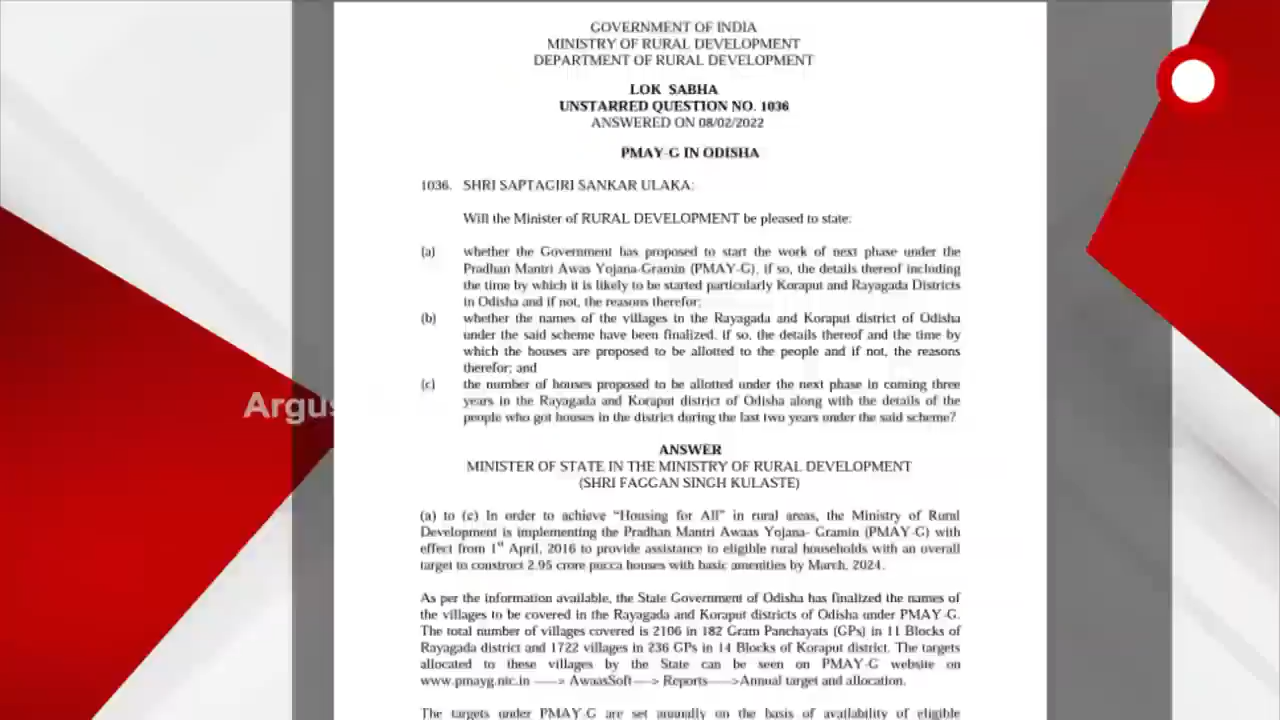 GOVERNMENT OF INDIA
MINISTRY OF RURAL DEVELOPMENT
DEPARTMENT OF RURAL DEVELOPMENT
LOK SABHA
UNSTARRED QUESTION NO. 1036
ANSWERED ON 08/02/2022
PMAY-G IN ODISHA
1036. SHRI SAPTAGIRI SANKAR ULAKA:
Will the Minister of RURAL DEVELOPMENT be pleased to state:
(a) whether the Government has proposed to start the work of next phase under the
Pradhan Mantri Awas Yojana-Gramin (PMAY-G), if so, the details thereof including
the time by which it is likely to be started particularly Koraput and Rayagada Districts
in Odisha and if not, the reasons therefor;
(b) whether the names of the villages in the Rayagada and Koraput district of Odisha
under the said scheme have been finalized, if so, the details thereof and the time by
which the houses are proposed to be allotted to the people and if not, the reasons
therefor; and
(c) the number of houses proposed to be allotted under the next phase in coming three
years in the Rayagada and Koraput district of Odisha along with the details of the
people who got houses in the district during the last two years under the said scheme?
Argus
ANSWER
MINISTER OF STATE IN THE MINISTRY OF RURAL DEVELOPMENT
(SHRI FAGGAN SINGH KULASTE)
(a) to (c) In order to achieve “Housing for All” in rural areas, the Ministry of Rural
Development is implementing the Pradhan Mantri Awaas Yojana- Gramin (PMAY-G) with
effect from 1st April, 2016 to provide assistance to eligible rural households with an overall
target to construct 2.95 crore pucca houses with basic amenities by March, 2024.
As per the information available, the State Government of Odisha has finalized the names of
the villages to be covered in the Rayagada and Koraput districts of Odisha under PMAY-G.
The total number of villages covered is 2106 in 182 Gram Panchayats (GPs) in 11 Blocks of
Rayagada district and 1722 villages in 236 GPs in 14 Blocks of Koraput district. The targets
allocated to these villages by the State can be seen on PMAY-G website on
www.pmayg.nic.in ----> AwaasSoft----> Reports---->Annual target and allocation.
The targets under PMAY-G are set annually on the basis of availability of eligible